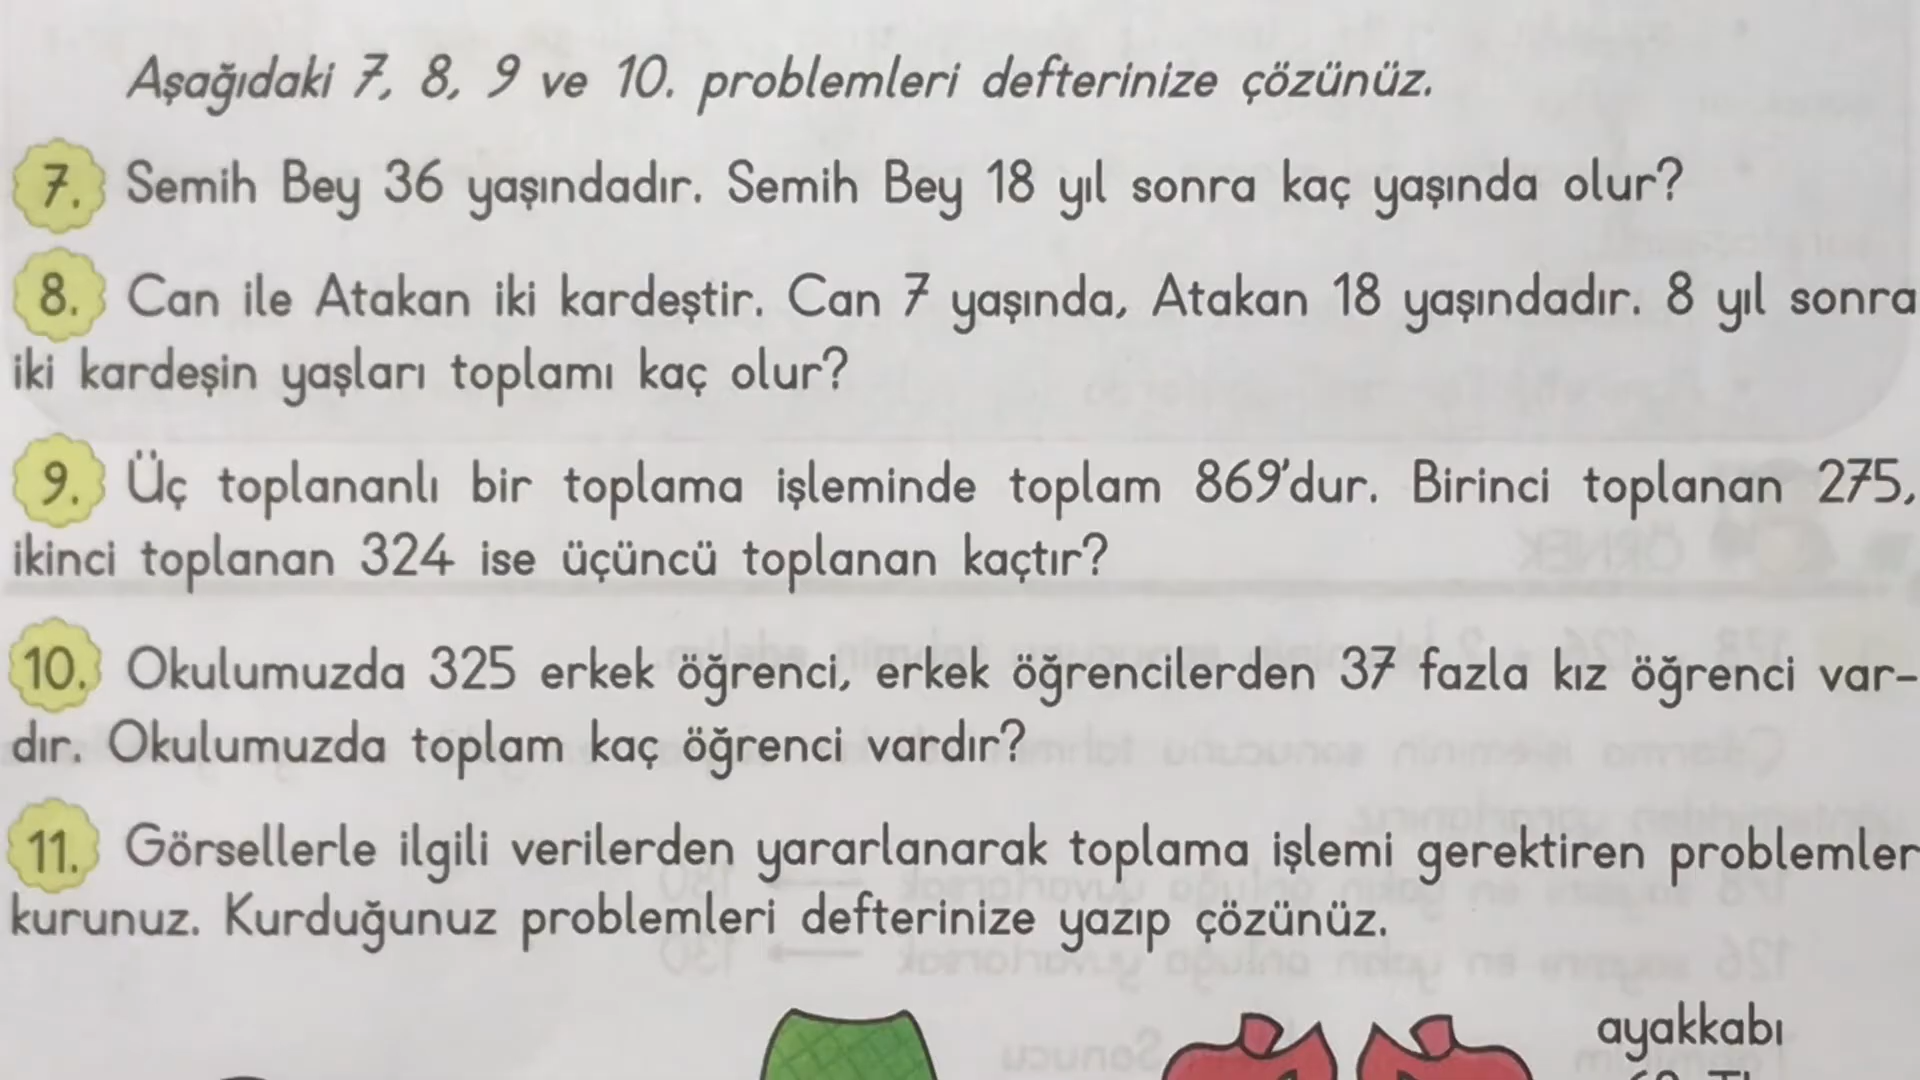 Aşağıdaki 7, 8, 9 ve 10. problemleri defterinize çözünüz.
7. Semih Bey 36 yaşındadır. Semih Bey 18 yıl sonra kaç yaşında olur?
8. Can ile Atakan iki kardeştir. Can 7 yaşında, Atakan 18 yaşındadır. 8 yıl sonra
iki kardeşin yaşları toplamı kaç olur?
9. Üç toplananlı bir toplama işleminde toplam 869'dur. Birinci toplanan 275,
ikinci toplanan 324 ise üçüncü toplanan kaçtır?
10. Okulumuzda 325 erkek öğrenci, erkek öğrencilerden 37 fazla kız öğrenci var-
dır. Okulumuzda toplam kaç öğrenci vardır?
11. Görsellerle ilgili verilerden yararlanarak toplama işlemi gerektiren problemler
kurunuz. Kurduğunuz problemleri defterinize yazıp çözünüz.
ayakkabı